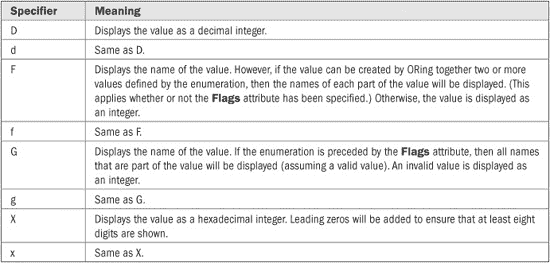 Specifier Meaning
D Displays the value as a decimal integer.
d Same as D.
F Displays the name of the value. However, if the value can be created by ORing together two or more
values defined by the enumeration, then the names of each part of the value will be displayed. (This
applies whether or not the Flags attribute has been specified.) Otherwise, the value is displayed as
an integer.
f Same as F.
G Displays the name of the value. If the enumeration is preceded by the Flags attribute, then all names
that are part of the value will be displayed (assuming a valid value). An invalid value is displayed as
an integer.
g Same as G.
X Displays the value as a hexadecimal integer. Leading zeros will be added to ensure that at least eight
digits are shown.
x Same as X.